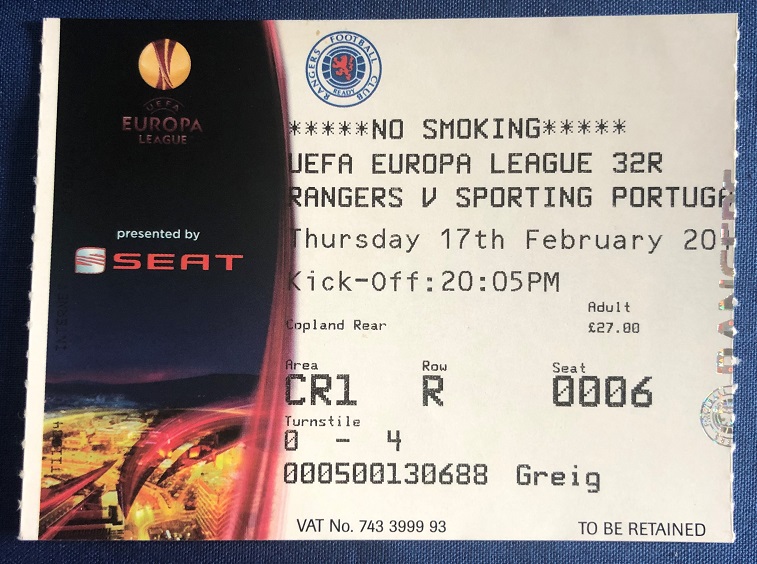 RANGERS FOOTBALL CLUB
READY
UEFA
EUROPA
LEAGUE
*****NO SMOKING*****
UEFA EUROPA LEAGUE 32R
RANGERS V SPORTING PORTUGA
presented by
SEAT
Thursday 17th February 20
Kick-Off:20:05PM
Adult
£27.00
Copland Rear
Area Row Seat
CR1 R 0006
Turnstile
0 - 4
000500130688 Greig
VAT No. 743 3999 93
TO BE RETAINED